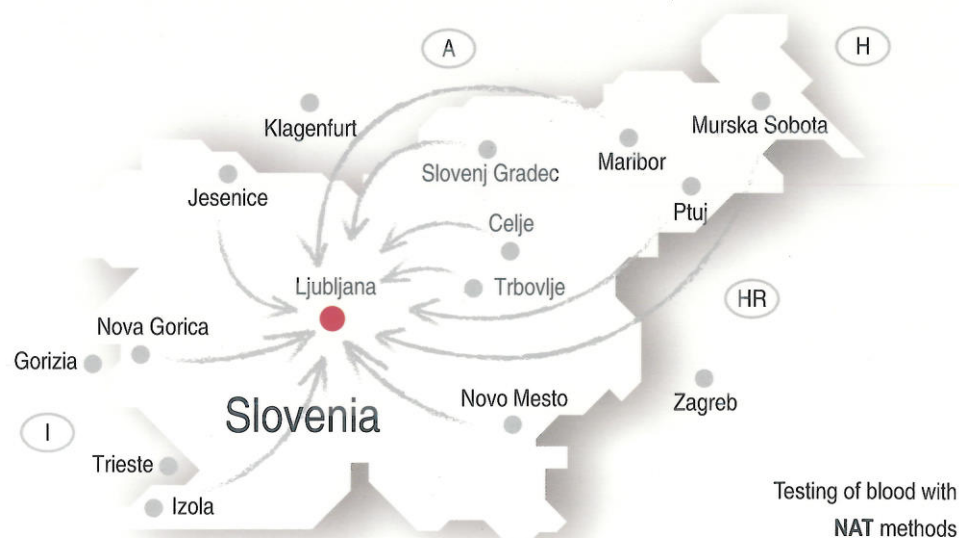 A
H
Klagenfurt
Murska Sobota
Maribor
Slovenj Gradec
Jesenice
Ptuj
Celje
Ljubljana
Trbovlje
HR
Nova Gorica
Gorizia
Novo Mesto
Zagreb
Slovenia
I
Trieste
Izola
Testing of blood with
NAT methods